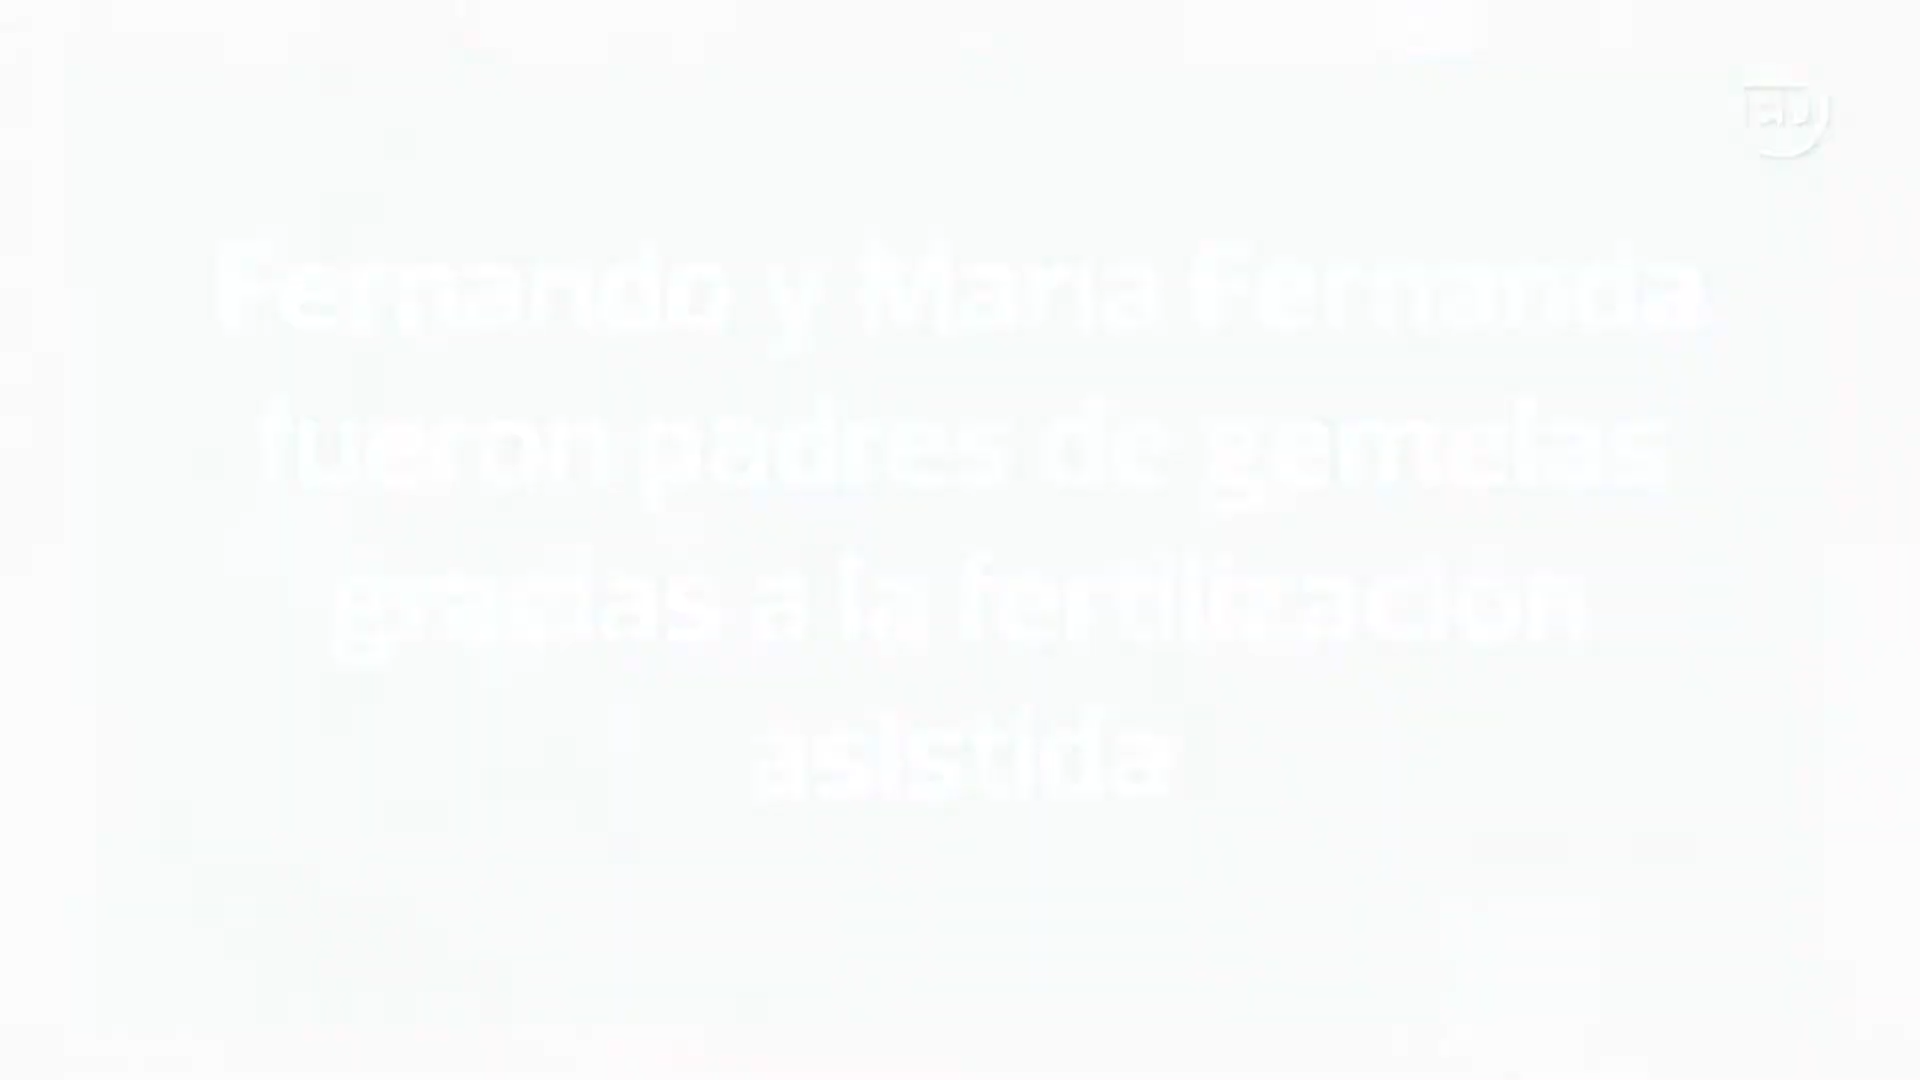 Fernando y María Fernanda
fueron padres de gemelas
gracias a la fertilización
asistida